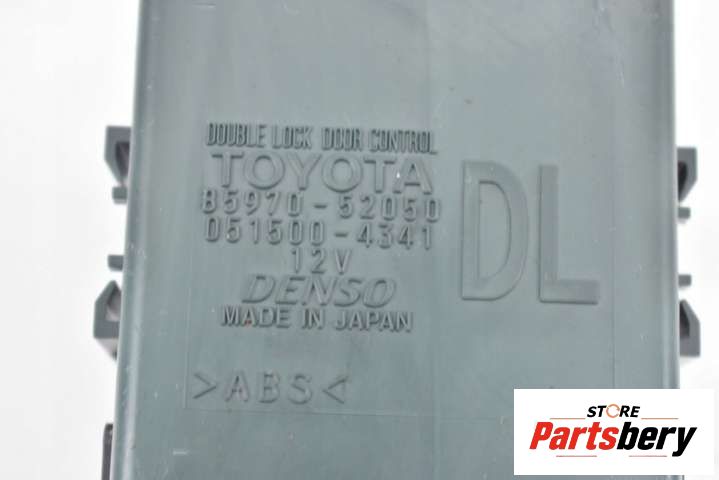 DOUBLE LOCK DOOR CONTROL
TOYOTA
85970-52050
051500-4341
12V
DENSO
MADE IN JAPAN
DL
>ABS<
STORE
Partsbery